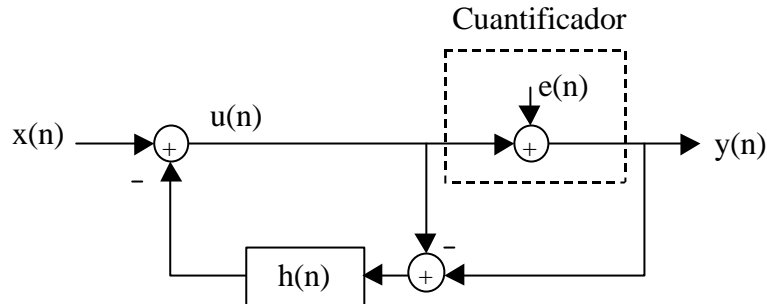 Cuantificador
e(n)
u(n)
x(n)
+
+
y(n)
−
−
h(n)
+